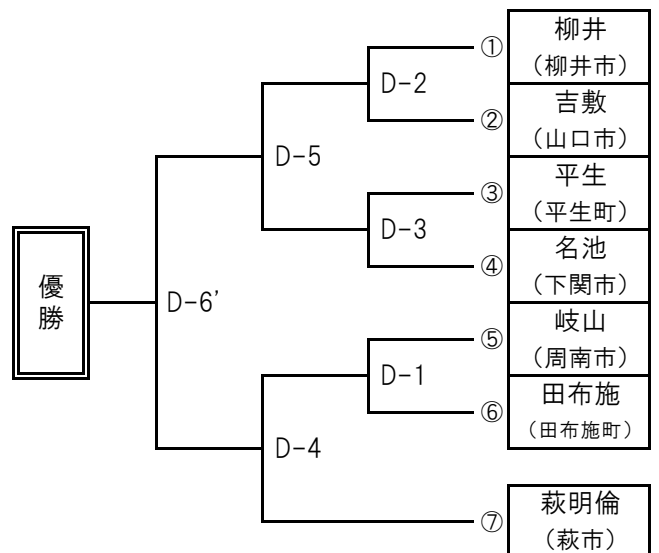 ① 柳井
（柳井市）
D-2
② 吉敷
（山口市）
D-5
③ 平生
（平生町）
D-3
④ 名池
（下関市）
優勝
D-6'
⑤ 岐山
（周南市）
D-1
⑥ 田布施
（田布施町）
D-4
⑦ 萩明倫
（萩市）